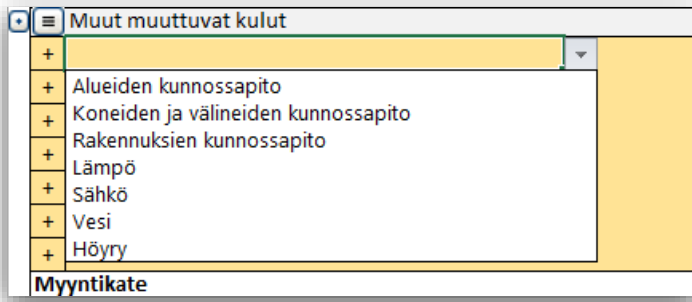 Muut muuttuvat kulut
+
+ Alueiden kunnossapito
+ Koneiden ja välineiden kunnossapito
Rakennuksien kunnossapito
+ Lämpö
+ Sähkö
+ Vesi
+ Höyry
Myyntikate